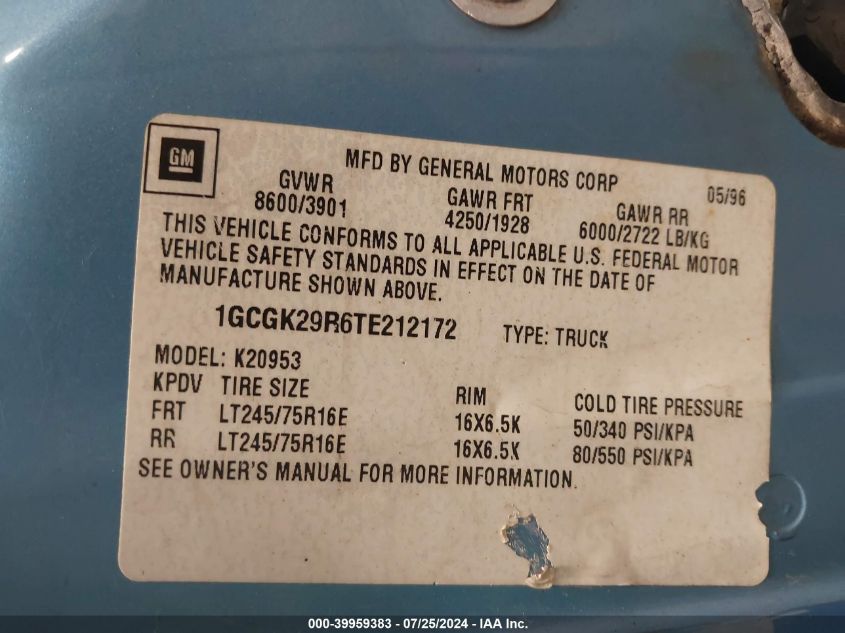 GM
MFD BY GENERAL MOTORS CORP 05/96
GVWR GAWR FRT GAWR RR
8600/3901 4250/1928 6000/2722 LB/KG
THIS VEHICLE CONFORMS TO ALL APPLICABLE U.S. FEDERAL MOTOR
VEHICLE SAFETY STANDARDS IN EFFECT ON THE DATE OF
MANUFACTURE SHOWN ABOVE.
1GCGK29R6TE212172 TYPE: TRUCK
MODEL: K20953
KPDV TIRE SIZE RIM COLD TIRE PRESSURE
FRT LT245/75R16E 16X6.5K 50/340 PSI/KPA
RR LT245/75R16E 16X6.5K 80/550 PSI/KPA
SEE OWNER'S MANUAL FOR MORE INFORMATION.
000-39959383 - 07/25/2024 - IAA Inc.